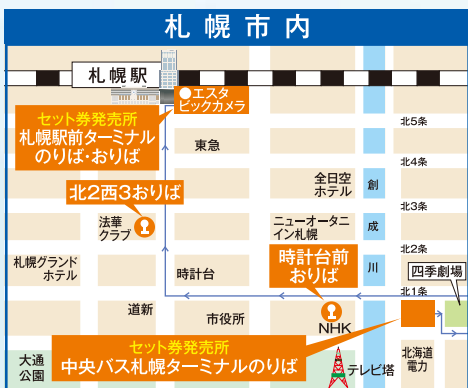 札幌市内
札幌駅
エスタ
ビックカメラ
セット券発売所
札幌駅前ターミナル
のりば・おりば
北5条
東急
北4条
全日空
ホテル
創
北2西3おりば
北3条
法華
クラブ
ニューオータニ
イン札幌
成
北2条
札幌グランド
ホテル
時計台
時計台前
おりば
川
四季劇場
北1条
道新
市役所
NHK
セット券発売所
中央バス札幌ターミナルのりば
大通
公園
テレビ塔
北海道
電力